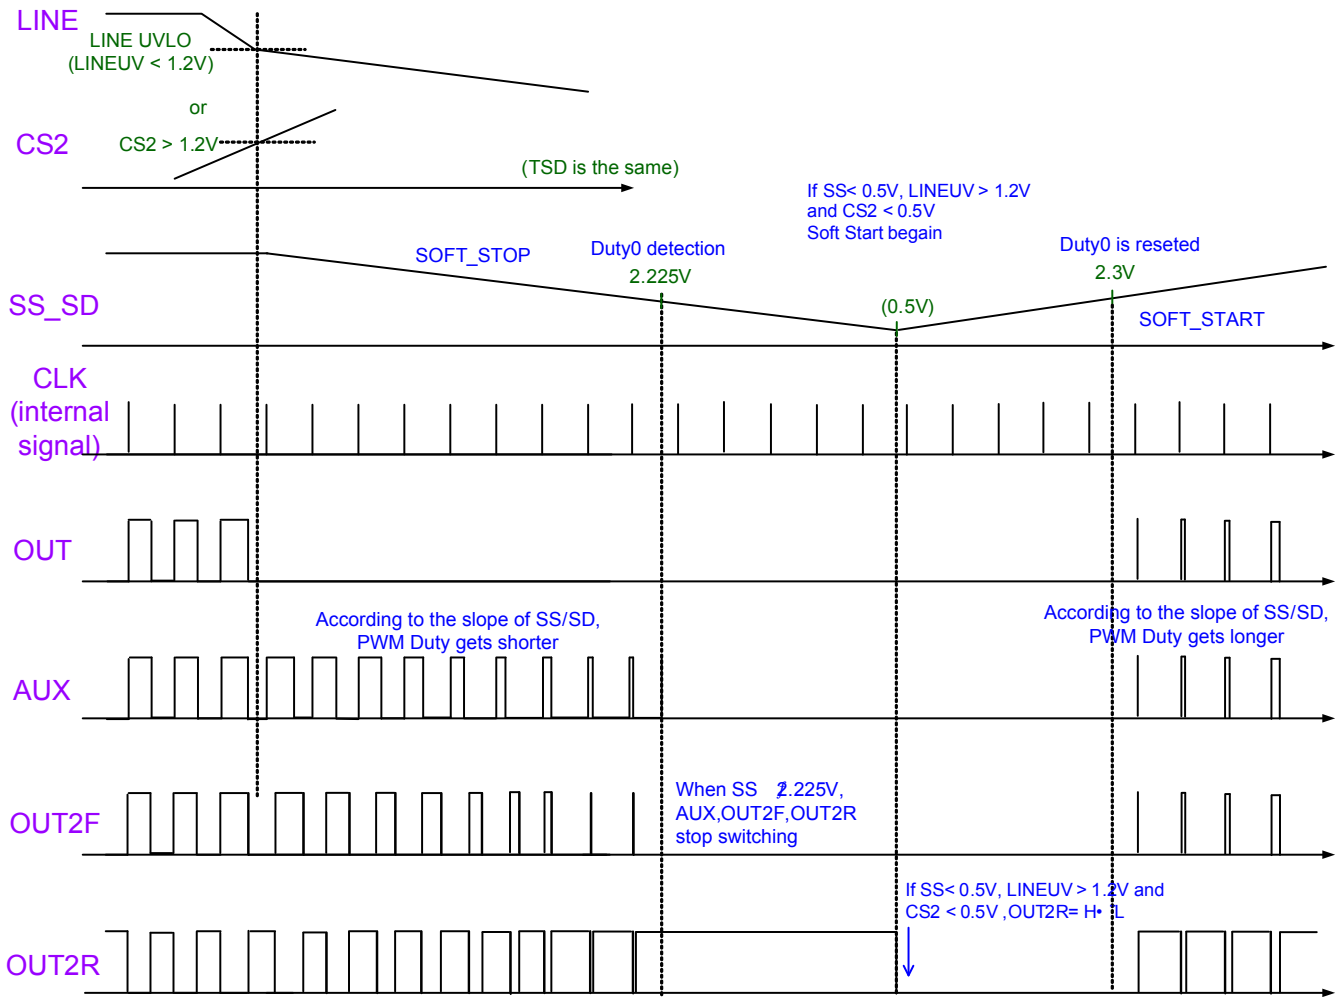 LINE
LINE UVLO
(LINEUV < 1.2V)
or
CS2
CS2 > 1.2V
(TSD is the same)
If SS< 0.5V, LINEUV > 1.2V
and CS2 < 0.5V
Soft Start begain
SOFT_STOP
Duty0 detection
2.225V
Duty0 is reseted
2.3V
SS_SD
(0.5V)
SOFT_START
CLK
(internal
signal)
OUT
According to the slope of SS/SD,
PWM Duty gets shorter
According to the slope of SS/SD,
PWM Duty gets longer
AUX
When SS 2.225V,
AUX,OUT2F,OUT2R
stop switching
OUT2F
If SS< 0.5V, LINEUV > 1.2V and
CS2 < 0.5V ,OUT2R= H• L
OUT2R